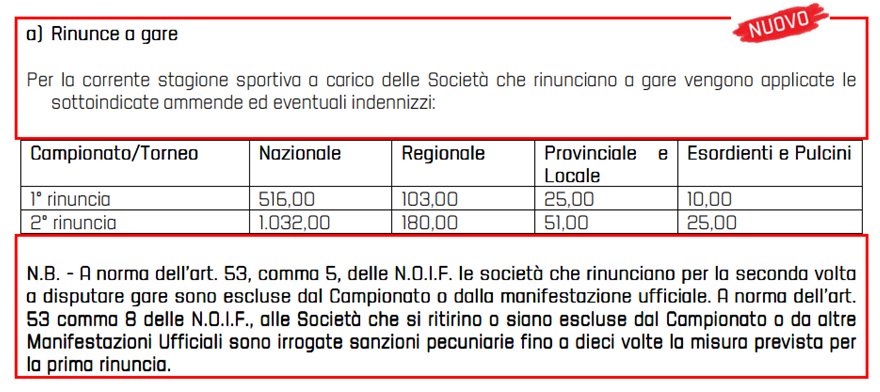 NUOVO
a) Rinunce a gare
Per la corrente stagione sportiva a carico delle Società che rinunciano a gare vengono applicate le
sottoindicate ammende ed eventuali indennizzi:
Campionato/Torneo Nazionale Regionale Provinciale e Esordienti e Pulcini
Locale
1° rinuncia 516,00 103,00 25,00 10,00
2° rinuncia 1.032,00 180,00 51,00 25,00
N.B. - A norma dell'art. 53, comma 5, delle N.O.I.F. le società che rinunciano per la seconda volta
a disputare gare sono escluse dal Campionato o dalla manifestazione ufficiale. A norma dell'art.
53 comma 8 delle N.O.I.F., alle Società che si ritirino o siano escluse dal Campionato o da altre
Manifestazioni Ufficiali sono irrogate sanzioni pecuniarie fino a dieci volte la misura prevista per
la prima rinuncia.